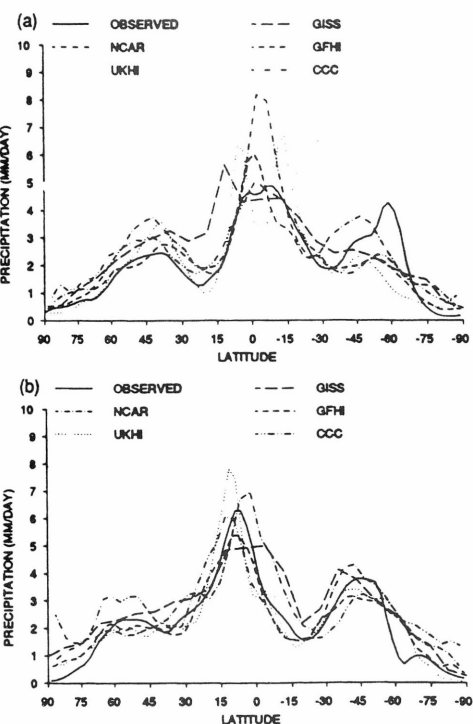 (a)
OBSERVED
GISS
NCAR
GFHI
UKHI
CCC
PRECIPITATION (MM/DAY)
10
9
8
7
6
5
4
3
2
1
0
90 75 60 45 30 15 0 -15 -30 -45 -60 -75 -90
LATITUDE
(b)
OBSERVED
GISS
NCAR
GFHI
UKHI
CCC
PRECIPITATION (MM/DAY)
10
9
8
7
6
5
4
3
2
1
0
90 75 60 45 30 15 0 -15 -30 -45 -60 -70 -90
LATITUDE